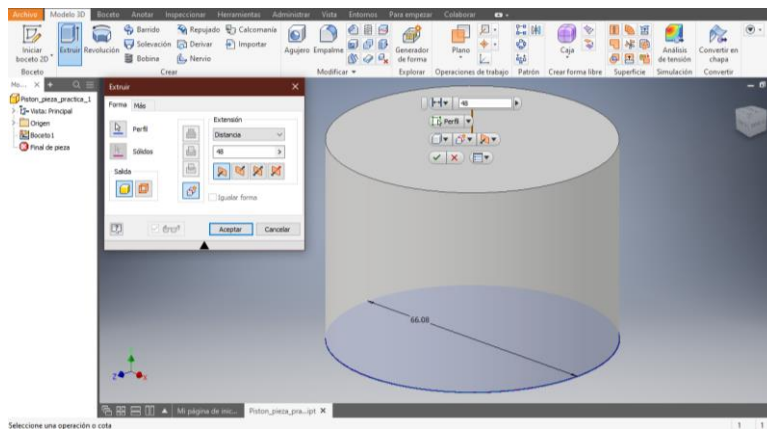 Archivo Modelo 3D Boceto Anotar Inspeccionar Herramientas Administrar Vista Entornos Para empezar Colaborar
Iniciar boceto 2D
Extruir
Revolución
Barrido
Solevación
Bobina
Repujado
Derivar
Nervio
Calcomanía
Importar
Agujero
Empalme
Generador de forma
Plano
Caja
Análisis de tensión
Convertir en chapa
Boceto Crear Modificar Explorar Operaciones de trabajo Patrón Crear forma libre Superficie Simulación Convertir
Mo...
Piston_pieza_practica_1
Vista: Principal
Origen
Boceto1
Final de pieza
Extruir
Forma Más
Perfil
Sólidos
Salida
Extensión
Distancia
48
Igualar forma
Aceptar Cancelar
48
Perfil
66.08
Z
X
Mi página de inic... Piston_pieza_pra...ipt
Seleccione una operación o cota
1 1